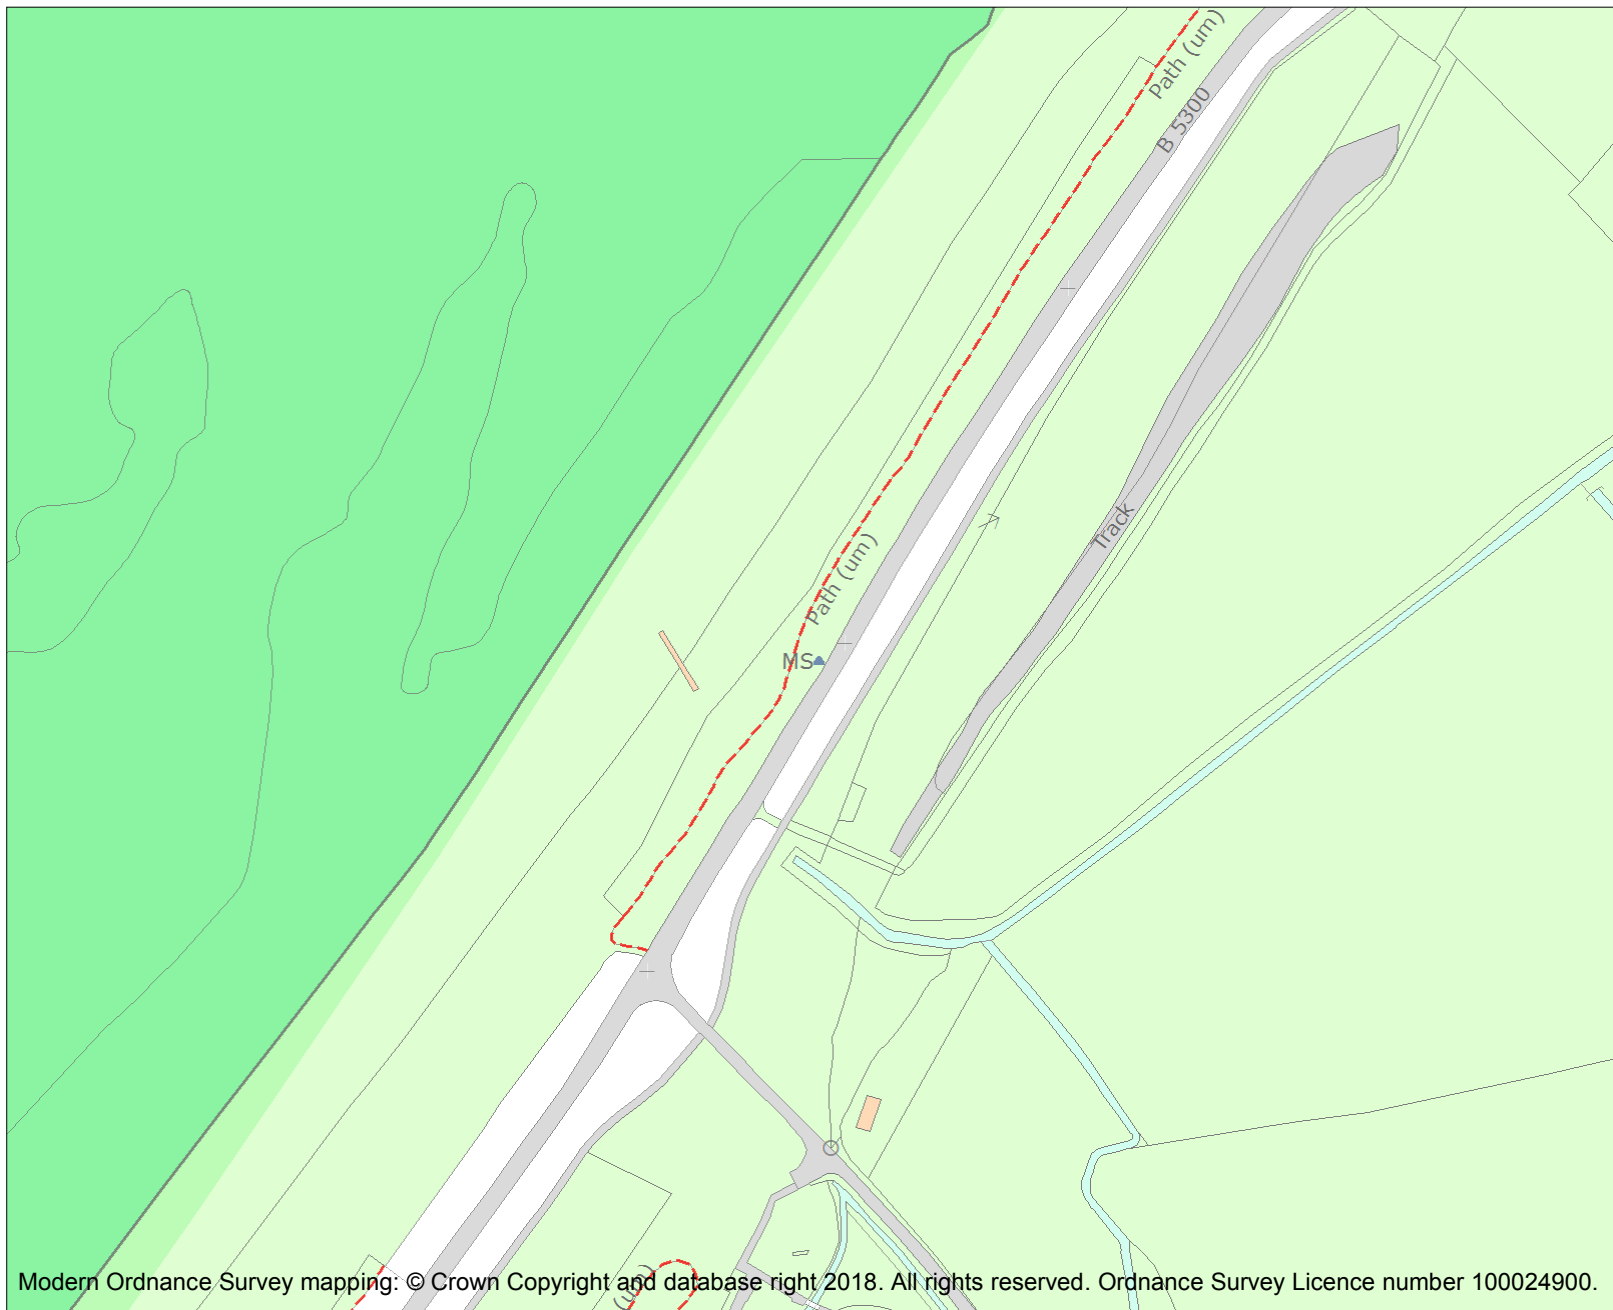 Path (um)
B 5300
Track
Path (um)
MS
(um)
Modern Ordnance Survey mapping: © Crown Copyright and database right 2018. All rights reserved. Ordnance Survey Licence number 100024900.